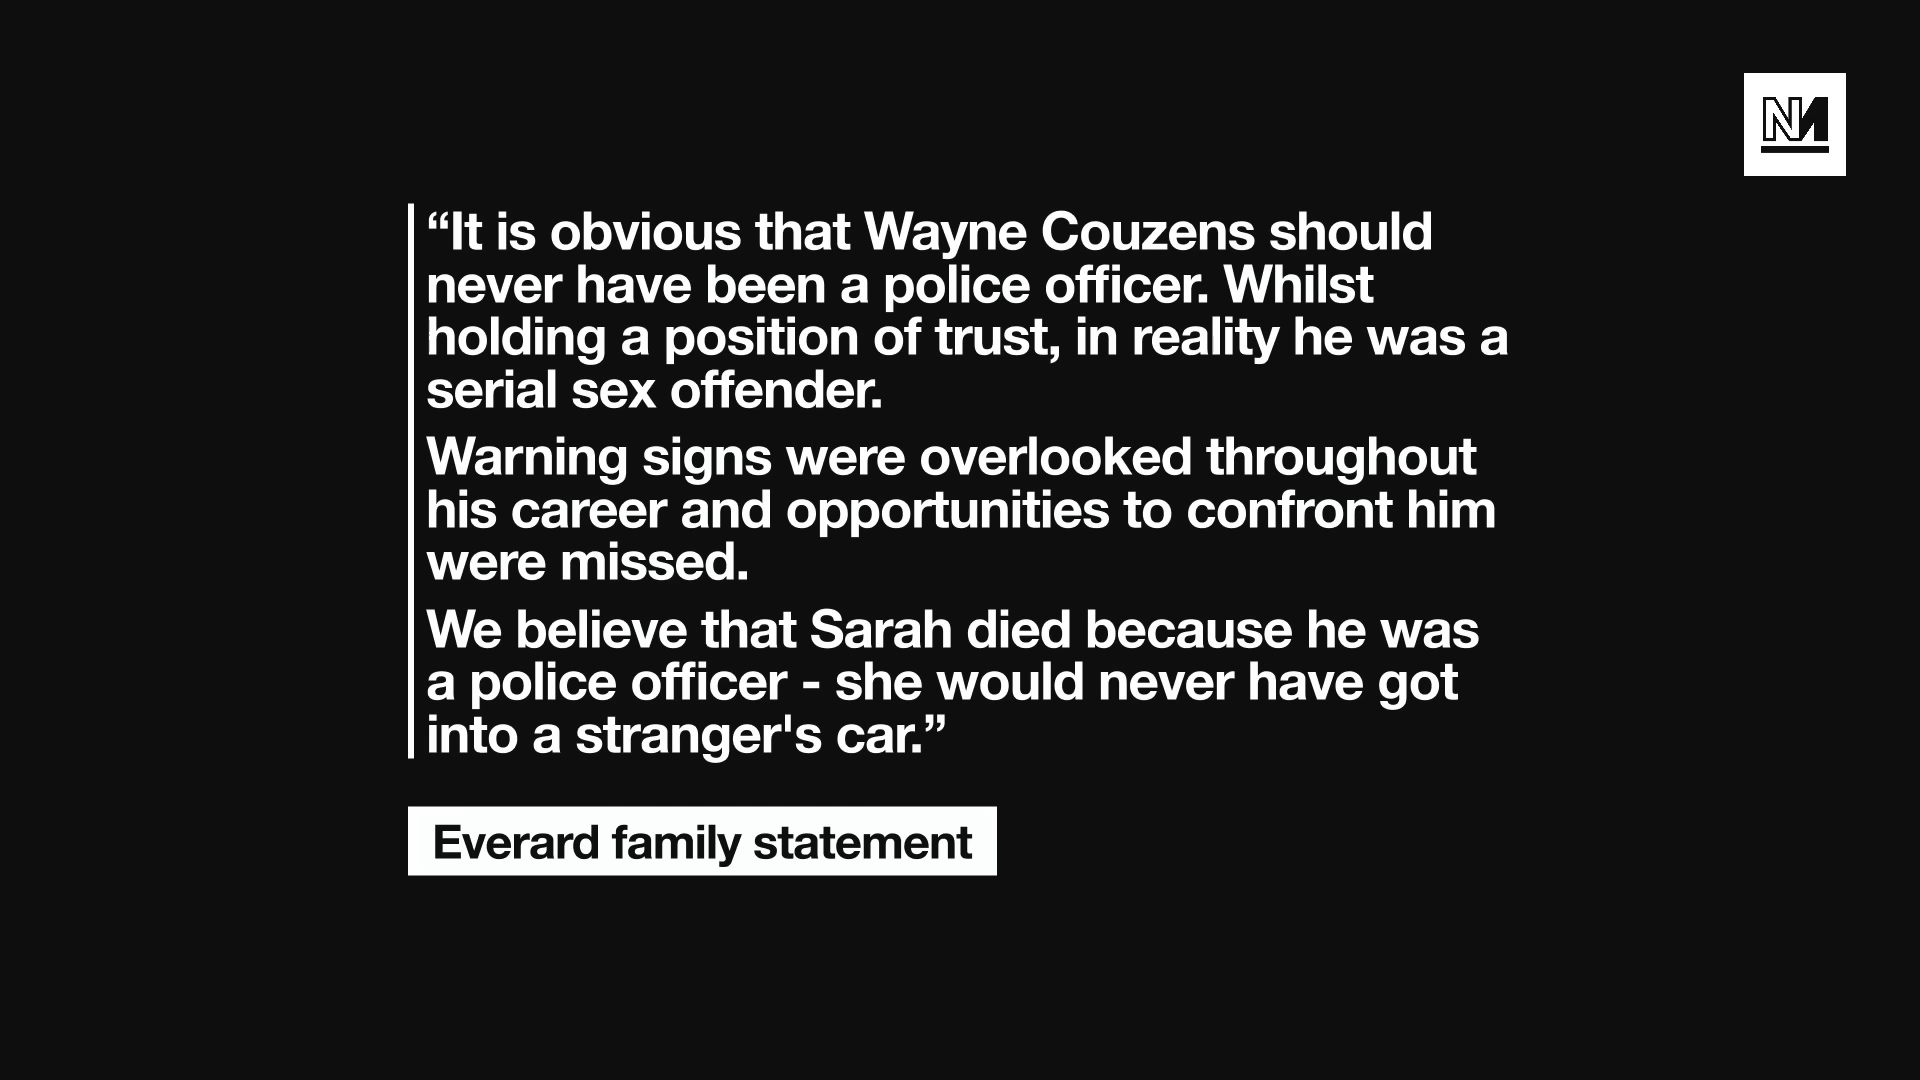 NM
“It is obvious that Wayne Couzens should
never have been a police officer. Whilst
holding a position of trust, in reality he was a
serial sex offender.
Warning signs were overlooked throughout
his career and opportunities to confront him
were missed.
We believe that Sarah died because he was
a police officer - she would never have got
into a stranger's car.”
Everard family statement